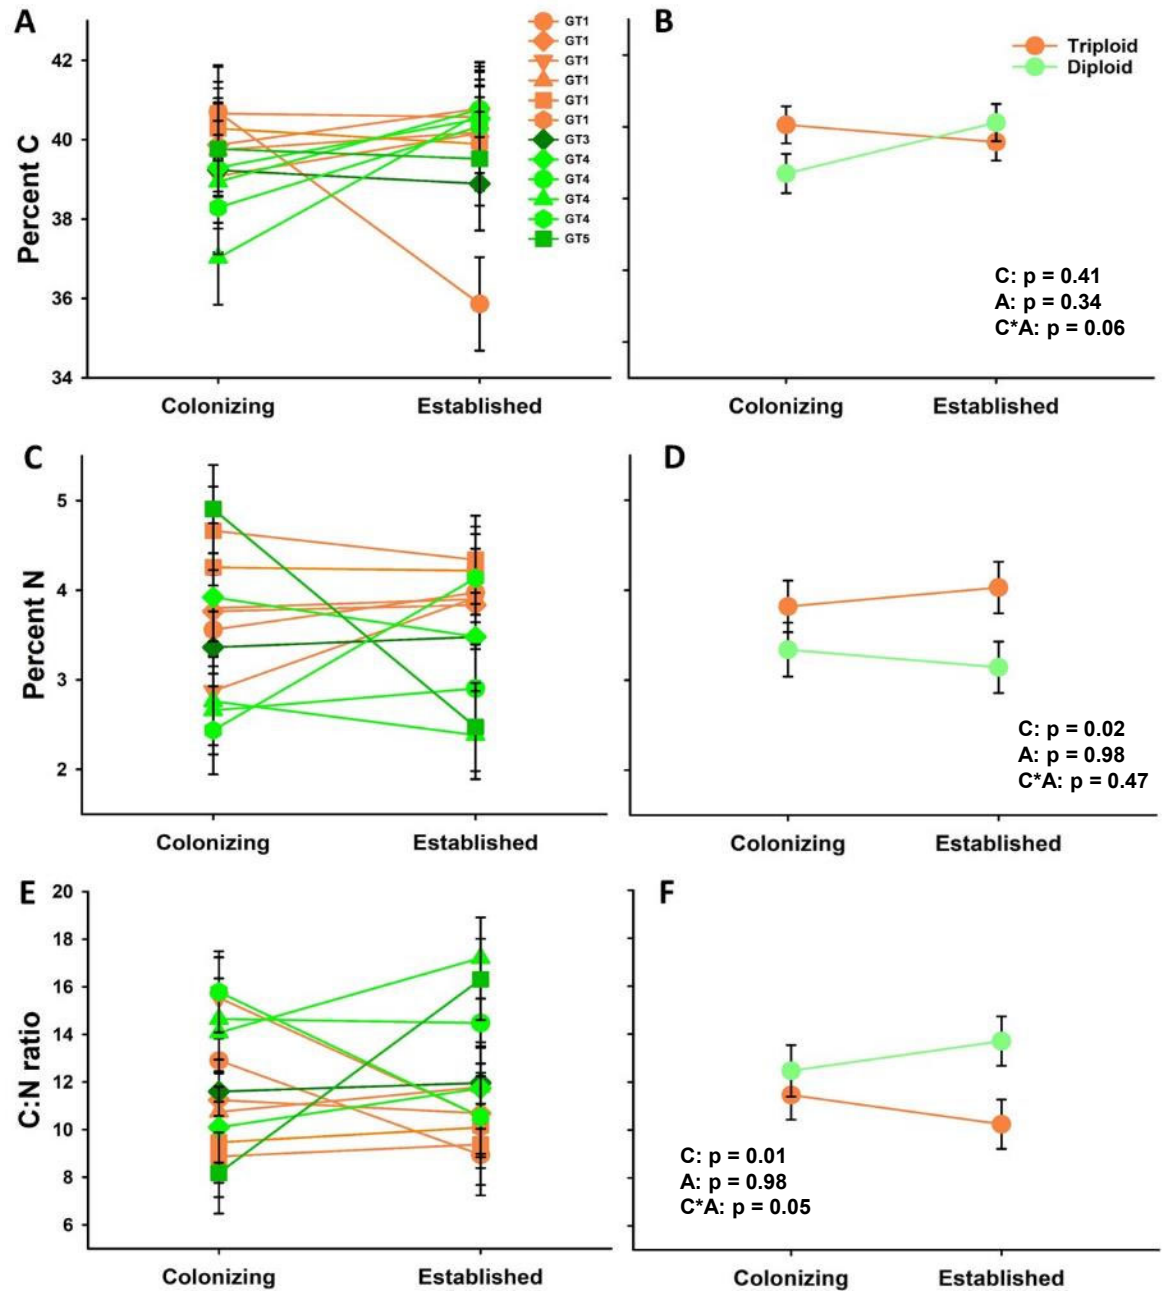 A
GT1
GT1
GT1
GT1
GT1
GT1
GT3
GT4
GT4
GT4
GT4
GT5
Percent C
42
40
38
36
34
Colonizing Established
B
Triploid
Diploid
C: p = 0.41
A: p = 0.34
C*A: p = 0.06
Colonizing Established
C
Percent N
5
4
3
2
Colonizing Established
D
C: p = 0.02
A: p = 0.98
C*A: p = 0.47
Colonizing Established
E
C:N ratio
20
18
16
14
12
10
8
6
Colonizing Established
F
C: p = 0.01
A: p = 0.98
C*A: p = 0.05
Colonizing Established